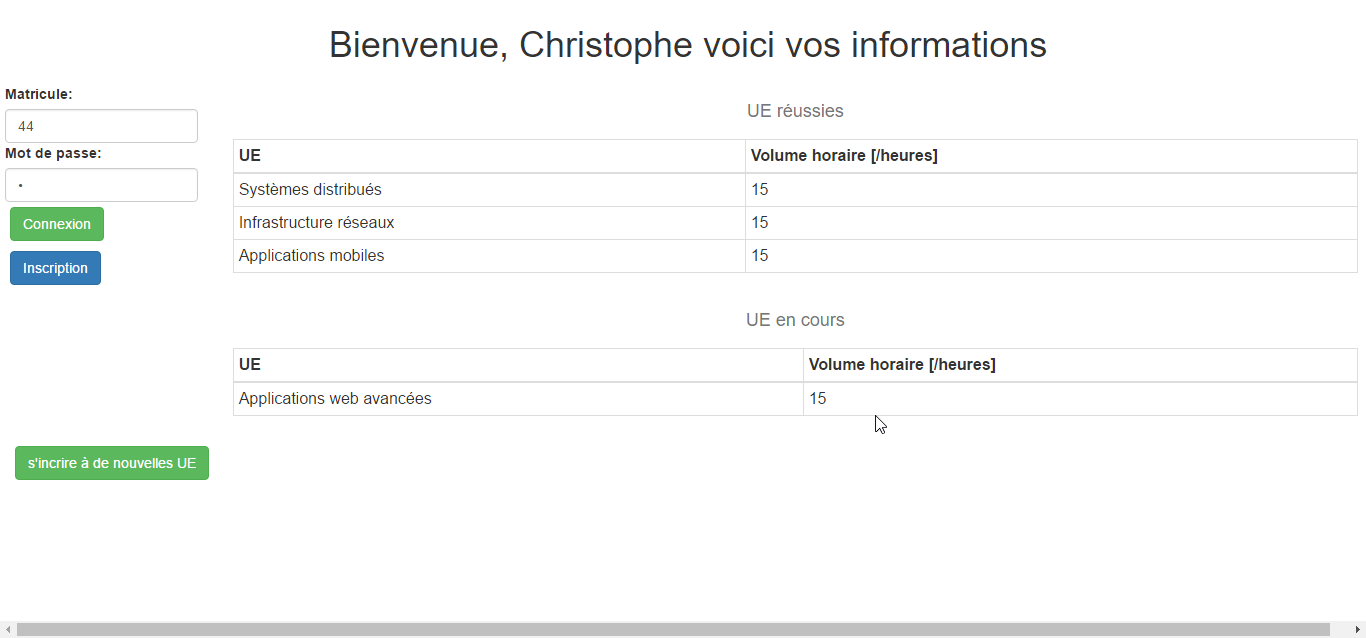 Bienvenue, Christophe voici vos informations
Matricule:
44
Mot de passe:
•
Connexion
Inscription
UE réussies
UE Volume horaire [/heures]
Systèmes distribués 15
Infrastructure réseaux 15
Applications mobiles 15
UE en cours
UE Volume horaire [/heures]
Applications web avancées 15
s'incrire à de nouvelles UE